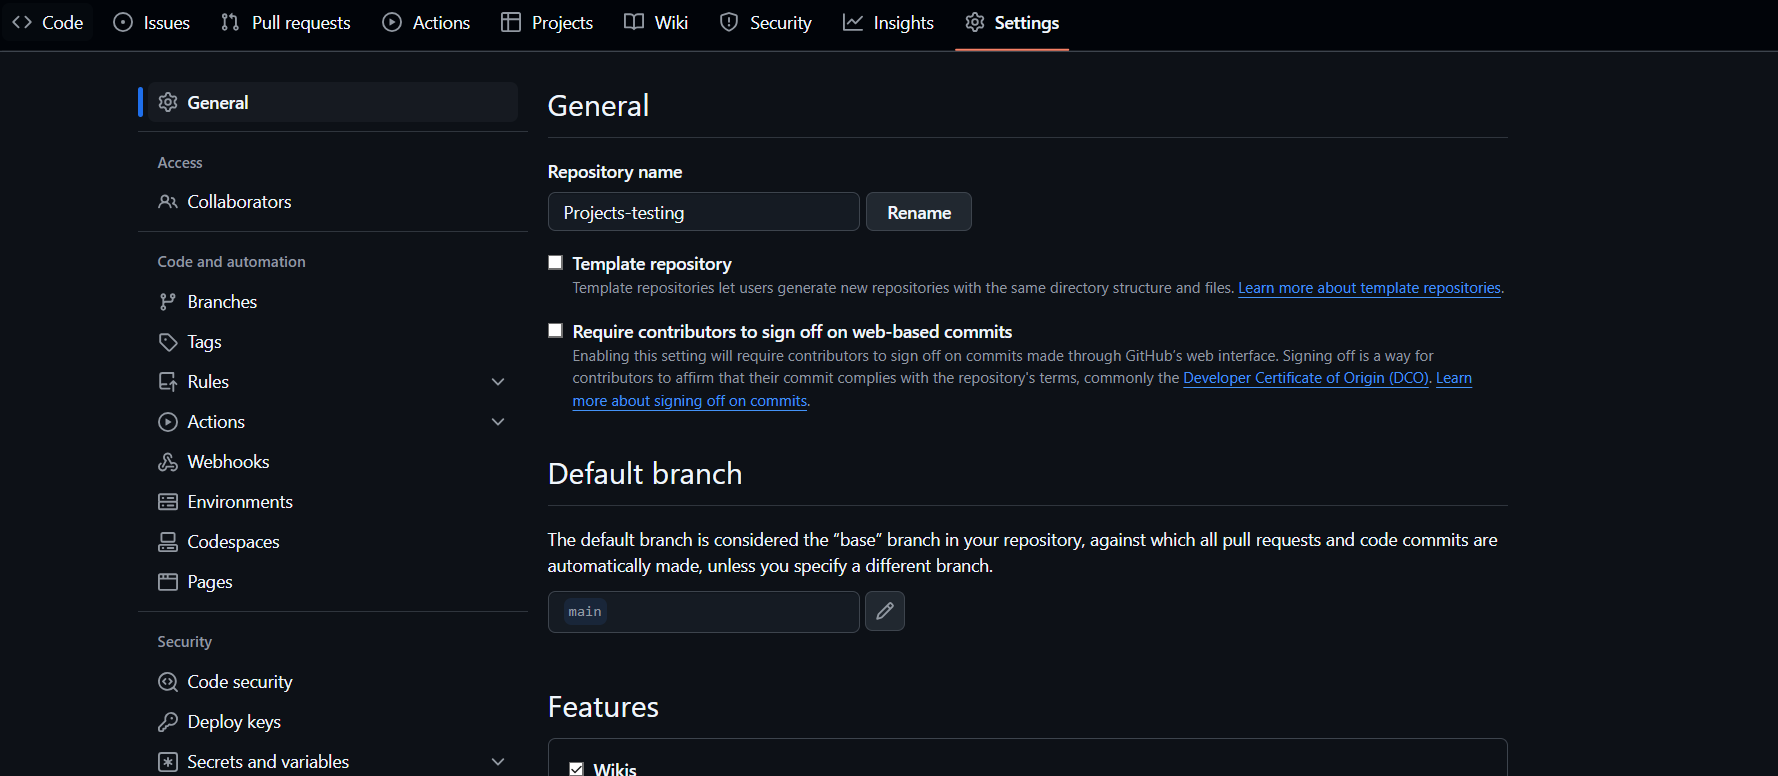 Code Issues Pull requests Actions Projects Wiki Security Insights Settings
General
Access
Collaborators
Code and automation
Branches
Tags
Rules
Actions
Webhooks
Environments
Codespaces
Pages
Security
Code security
Deploy keys
Secrets and variables
General
Repository name
Projects-testing Rename
Template repository
Template repositories let users generate new repositories with the same directory structure and files. Learn more about template repositories.
Require contributors to sign off on web-based commits
Enabling this setting will require contributors to sign off on commits made through GitHub’s web interface. Signing off is a way for
contributors to affirm that their commit complies with the repository's terms, commonly the Developer Certificate of Origin (DCO). Learn
more about signing off on commits.
Default branch
The default branch is considered the “base” branch in your repository, against which all pull requests and code commits are
automatically made, unless you specify a different branch.
main
Features
Wikis